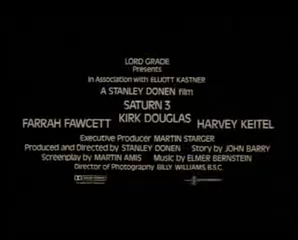 LORD GRADE
Presents
In Association with ELLIOTT KASTNER
A STANLEY DONEN film
SATURN 3
FARRAH FAWCETT KIRK DOUGLAS HARVEY KEITEL
Executive Producer MARTIN STARGER
Produced and Directed by STANLEY DONEN Story by JOHN BARRY
Screenplay by MARTIN AMIS Music by ELMER BERNSTEIN
Director of Photography BILLY WILLIAMS, B.S.C.